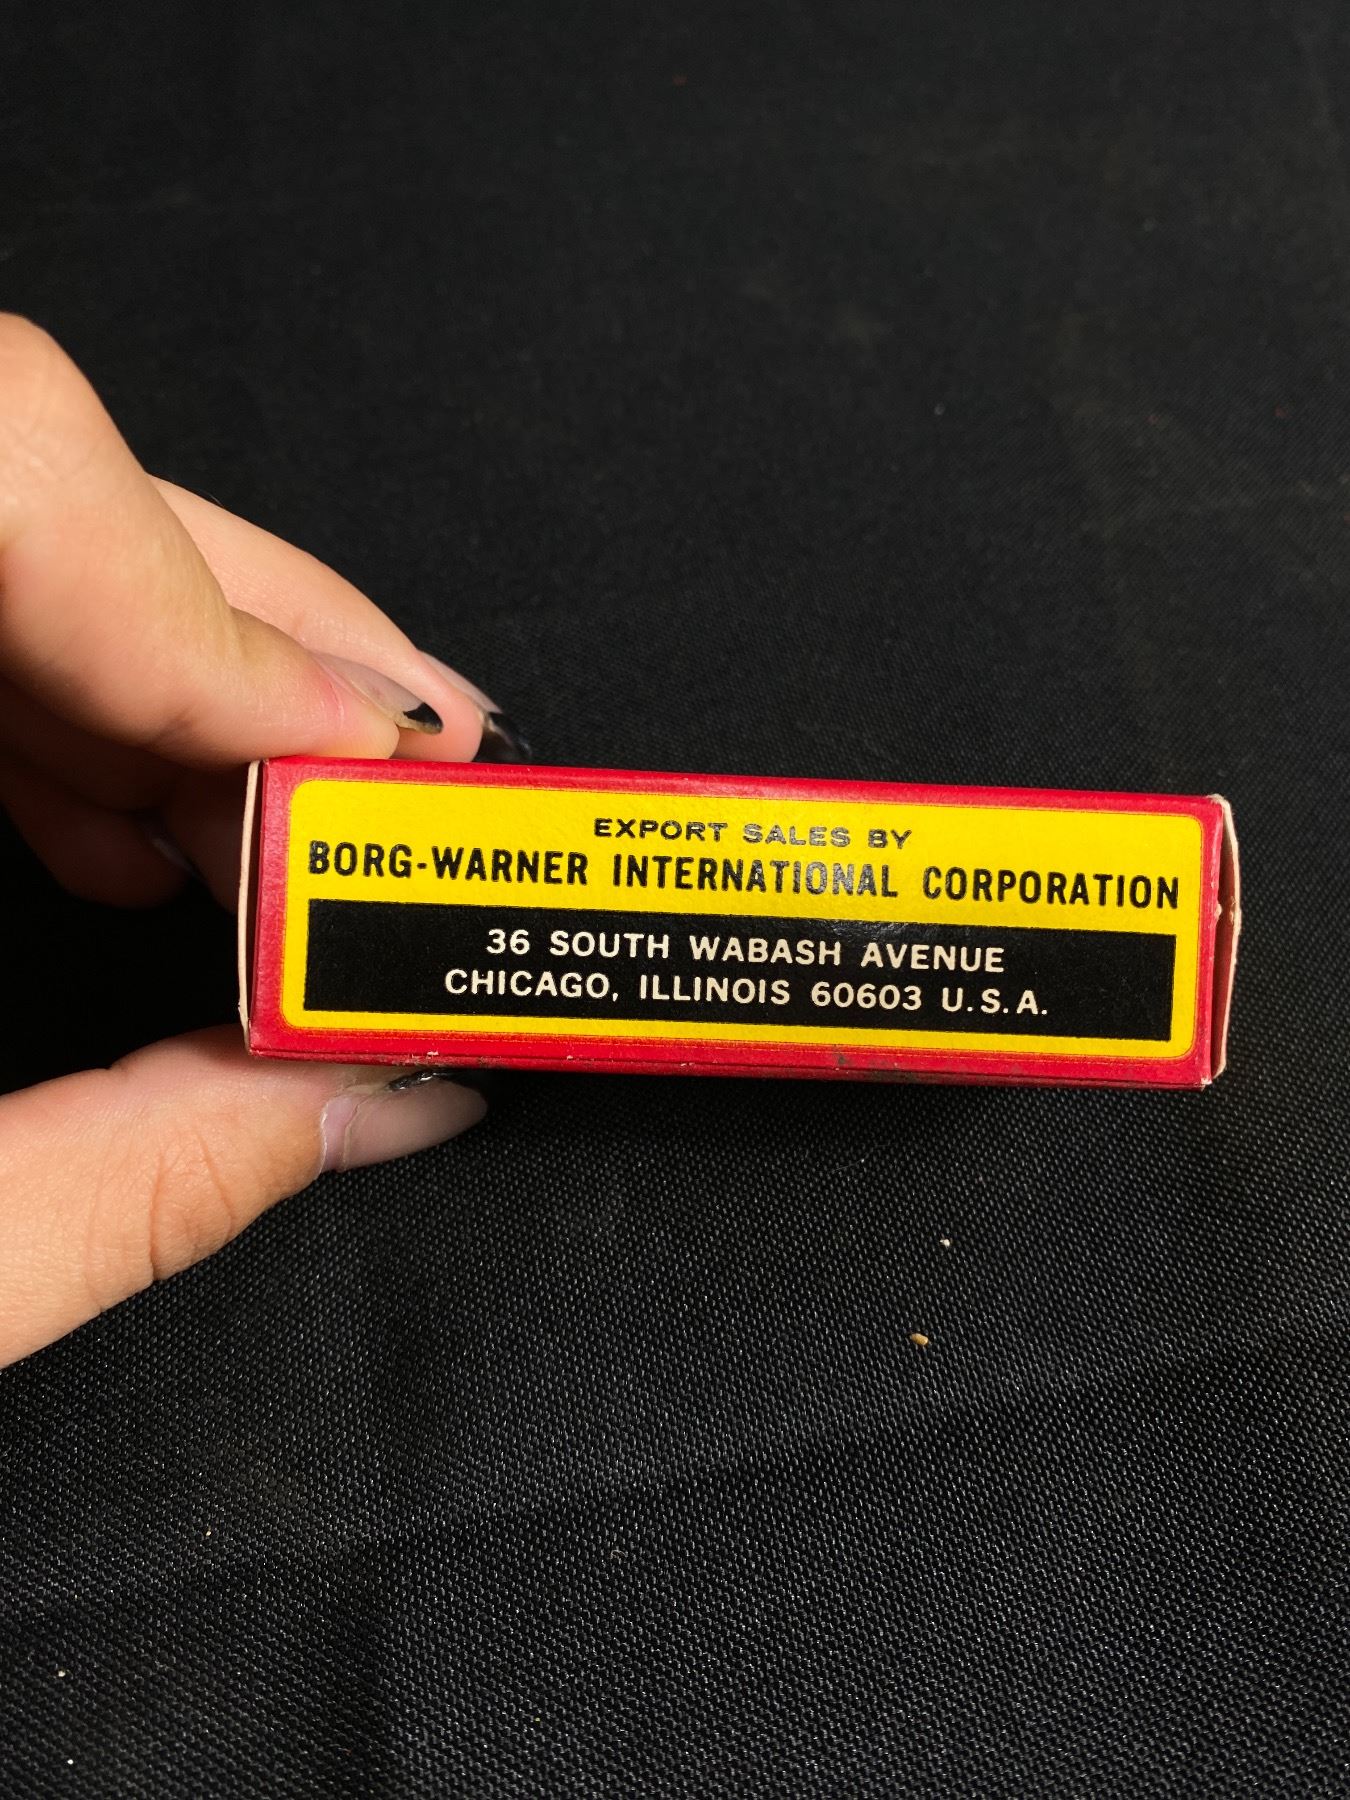 EXPORT SALES BY
BORG-WARNER INTERNATIONAL CORPORATION
36 SOUTH WABASH AVENUE
CHICAGO, ILLINOIS 60603 U.S.A.